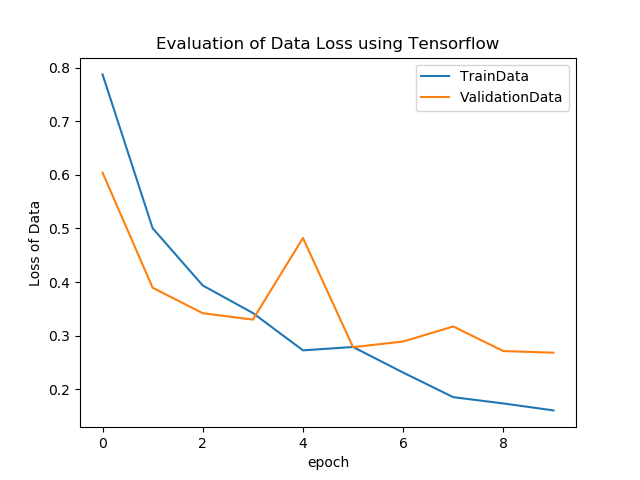 Evaluation of Data Loss using Tensorflow
TrainData
ValidationData
Loss of Data
0.8
0.7
0.6
0.5
0.4
0.3
0.2
0 2 4 6 8
epoch